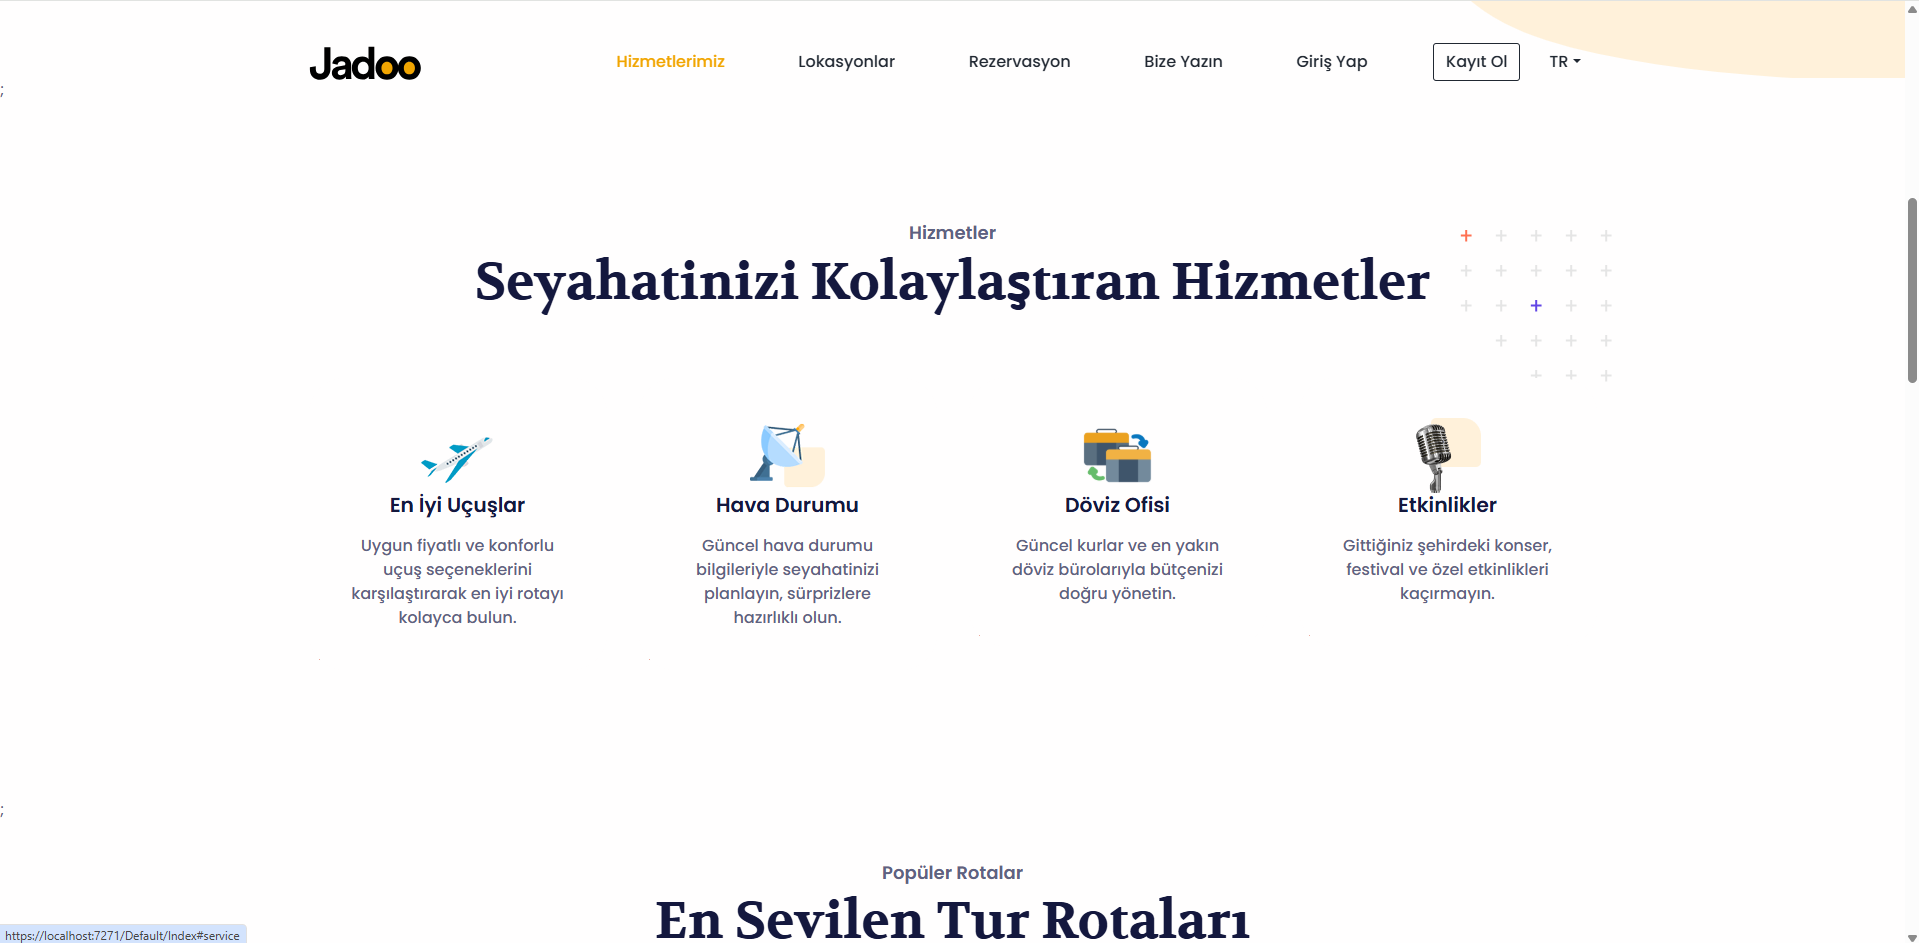 Jadoo
Hizmetlerimiz
Lokasyonlar
Rezervasyon
Bize Yazın
Giriş Yap
Kayıt Ol
TR
;
Hizmetler
Seyahatinizi Kolaylaştıran Hizmetler
En İyi Uçuşlar
Uygun fiyatlı ve konforlu
uçuş seçeneklerini
karşılaştırarak en iyi rotayı
kolayca bulun.
Hava Durumu
Güncel hava durumu
bilgileriyle seyahatinizi
planlayın, sürprizlere
hazırlıklı olun.
Döviz Ofisi
Güncel kurlar ve en yakın
döviz bürolarıyla bütçenizi
doğru yönetin.
Etkinlikler
Gittiğiniz şehirdeki konser,
festival ve özel etkinlikleri
kaçırmayın.
;
Popüler Rotalar
En Sevilen Tur Rotaları
https://localhost:7271/Default/Index#service